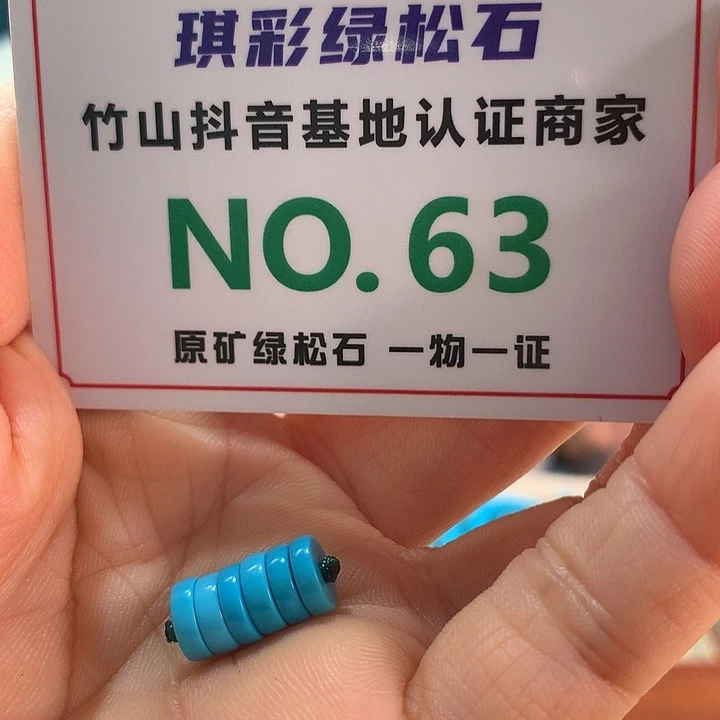 琪彩绿松石
竹山抖音基地认证商家
NO.63
原矿绿松石 一物一证